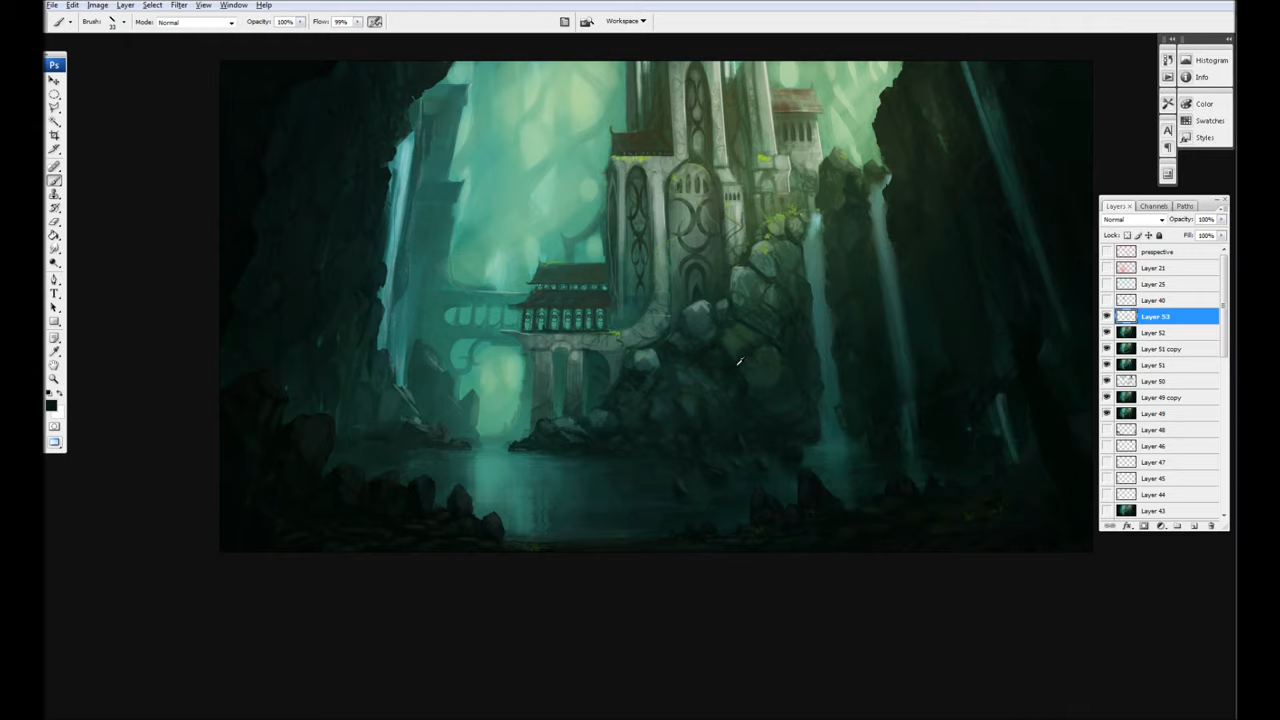 File Edit Image Layer Select Filter View Window Help
Brush: 33 Mode: Normal Opacity: 100% Flow: 99% Workspace
Ps
Histogram
Info
Color
Swatches
Styles
Layers Channels Paths
Normal Opacity: 100%
Lock: Fill: 100%
prespective
Layer 21
Layer 25
Layer 40
Layer 53
Layer 52
Layer 51 copy
Layer 51
Layer 50
Layer 49 copy
Layer 49
Layer 48
Layer 46
Layer 47
Layer 45
Layer 44
Layer 43